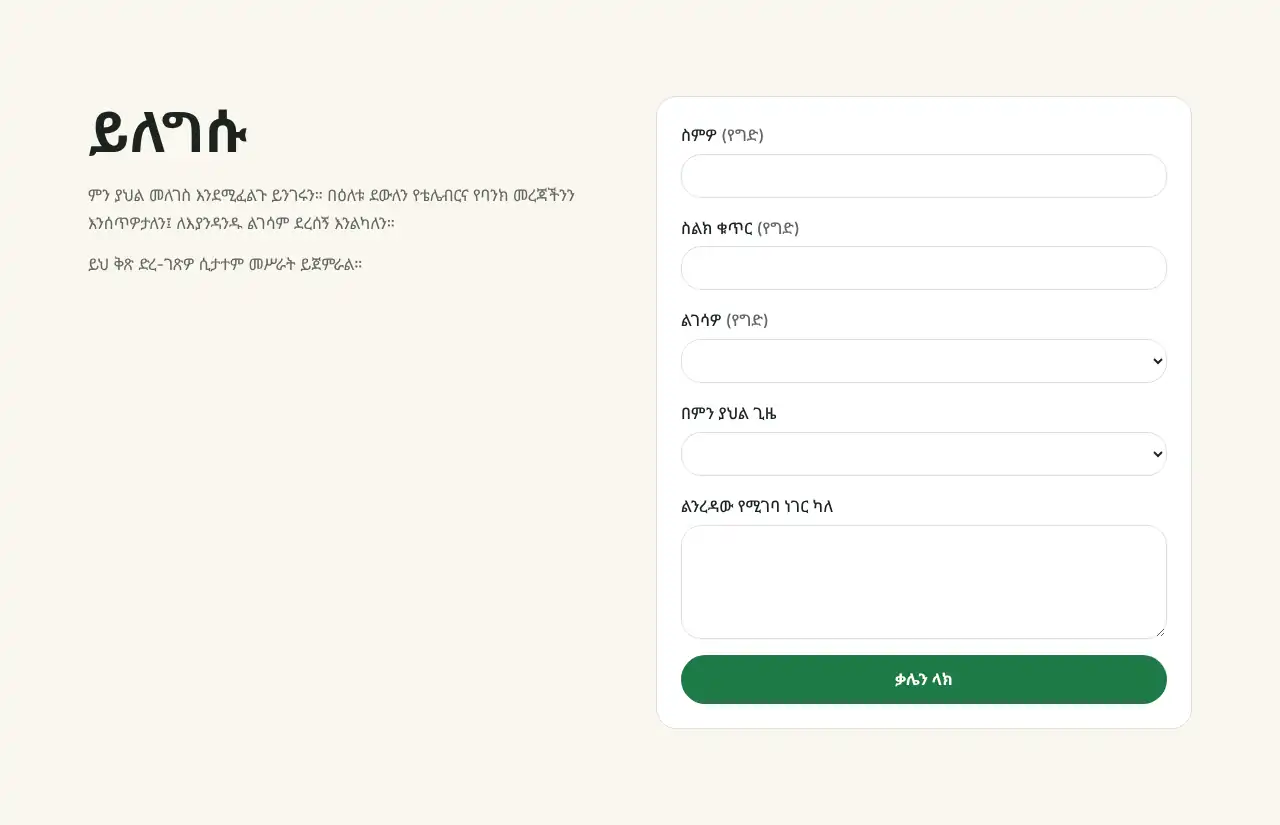 ይለግሱ
ምን ያህል መለገስ እንደሚፈልጉ ይንገሩን። በዕለቱ ደውለን የቴሌብርና የባንክ መረጃችንን
እንሰጥዎታለን፤ ለእያንዳንዱ ልገሳም ደረሰኝ እንልካለን።
ይህ ቅጽ ድረ-ገጽዎ ሲታተም መሥራት ይጀምራል።
ስምዎ (የግድ)
ስልክ ቁጥር (የግድ)
ልገሳዎ (የግድ)
በምን ያህል ጊዜ
ልንረዳው የሚገባ ነገር ካለ
ቃሌን ላክ